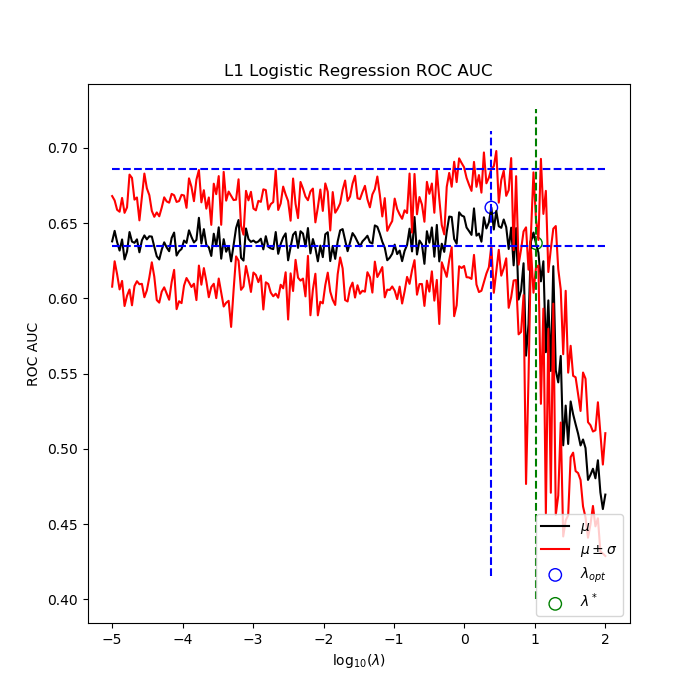 L1 Logistic Regression ROC AUC
ROC AUC
0.70
0.65
0.60
0.55
0.50
0.45
0.40
−5
−4
−3
−2
−1
0
1
2
log₁₀(λ)
μ
μ ± σ
λₒₚₜ
λ*